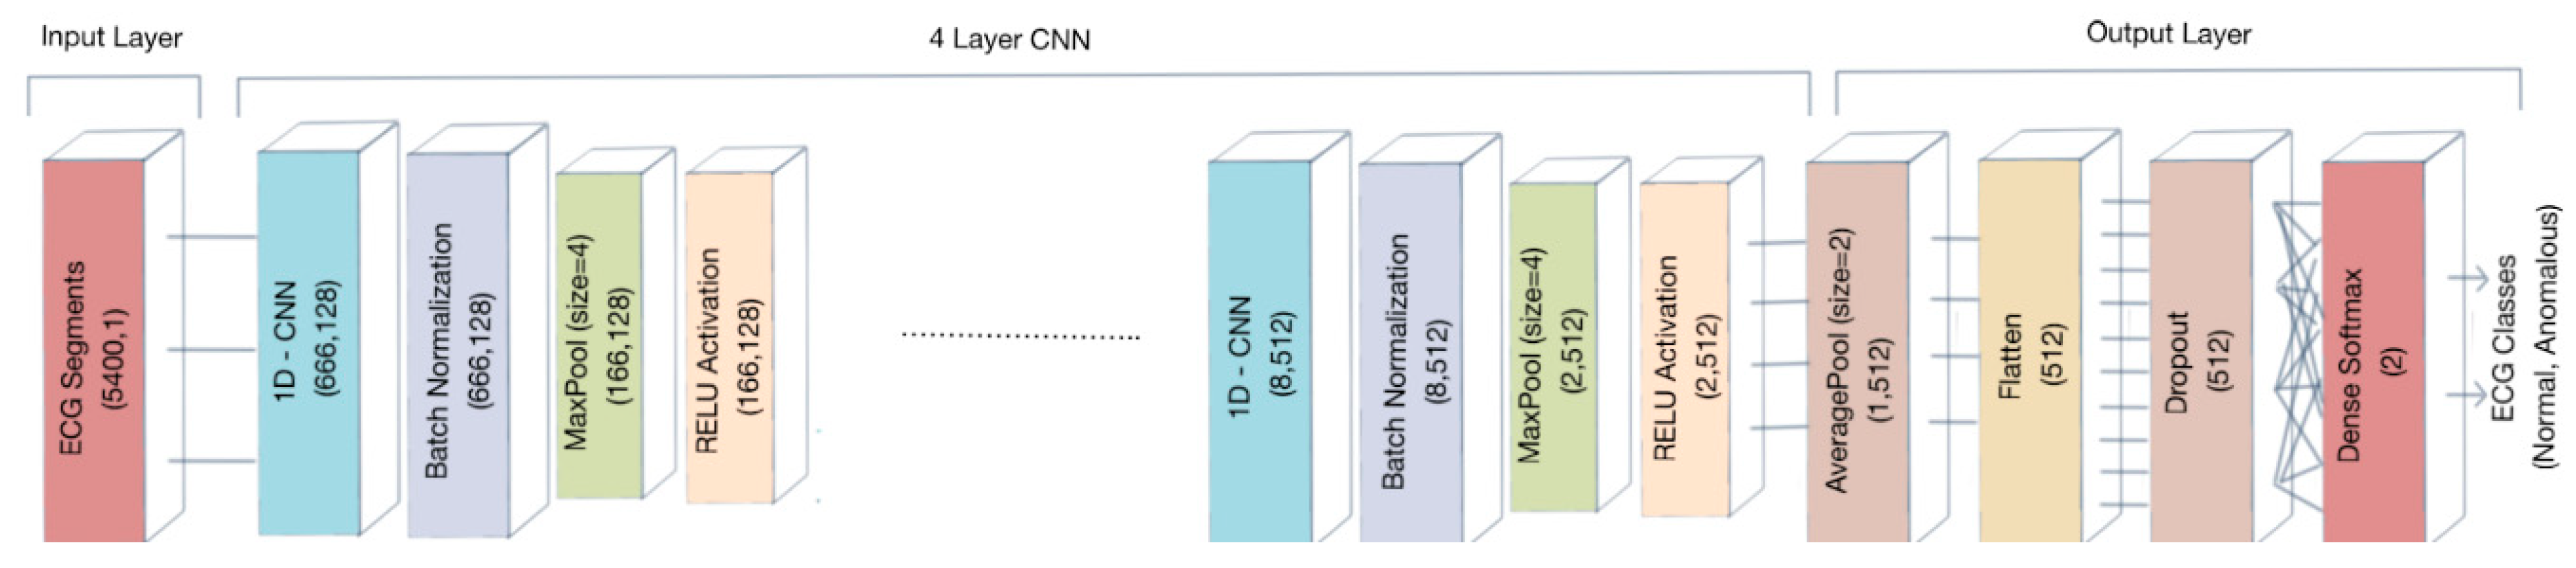 Input Layer
4 Layer CNN
Output Layer
ECG Segments
(5400,1)
1D - CNN
(666,128)
Batch Normalization
(666,128)
MaxPool (size=4)
(166,128)
RELU Activation
(166,128)
1D - CNN
(8,512)
Batch Normalization
(8,512)
MaxPool (size=4)
(2,512)
RELU Activation
(2,512)
AveragePool (size=2)
(1,512)
Flatten
(512)
Dropout
(512)
Dense Softmax
(2)
ECG Classes
(Normal, Anomalous)